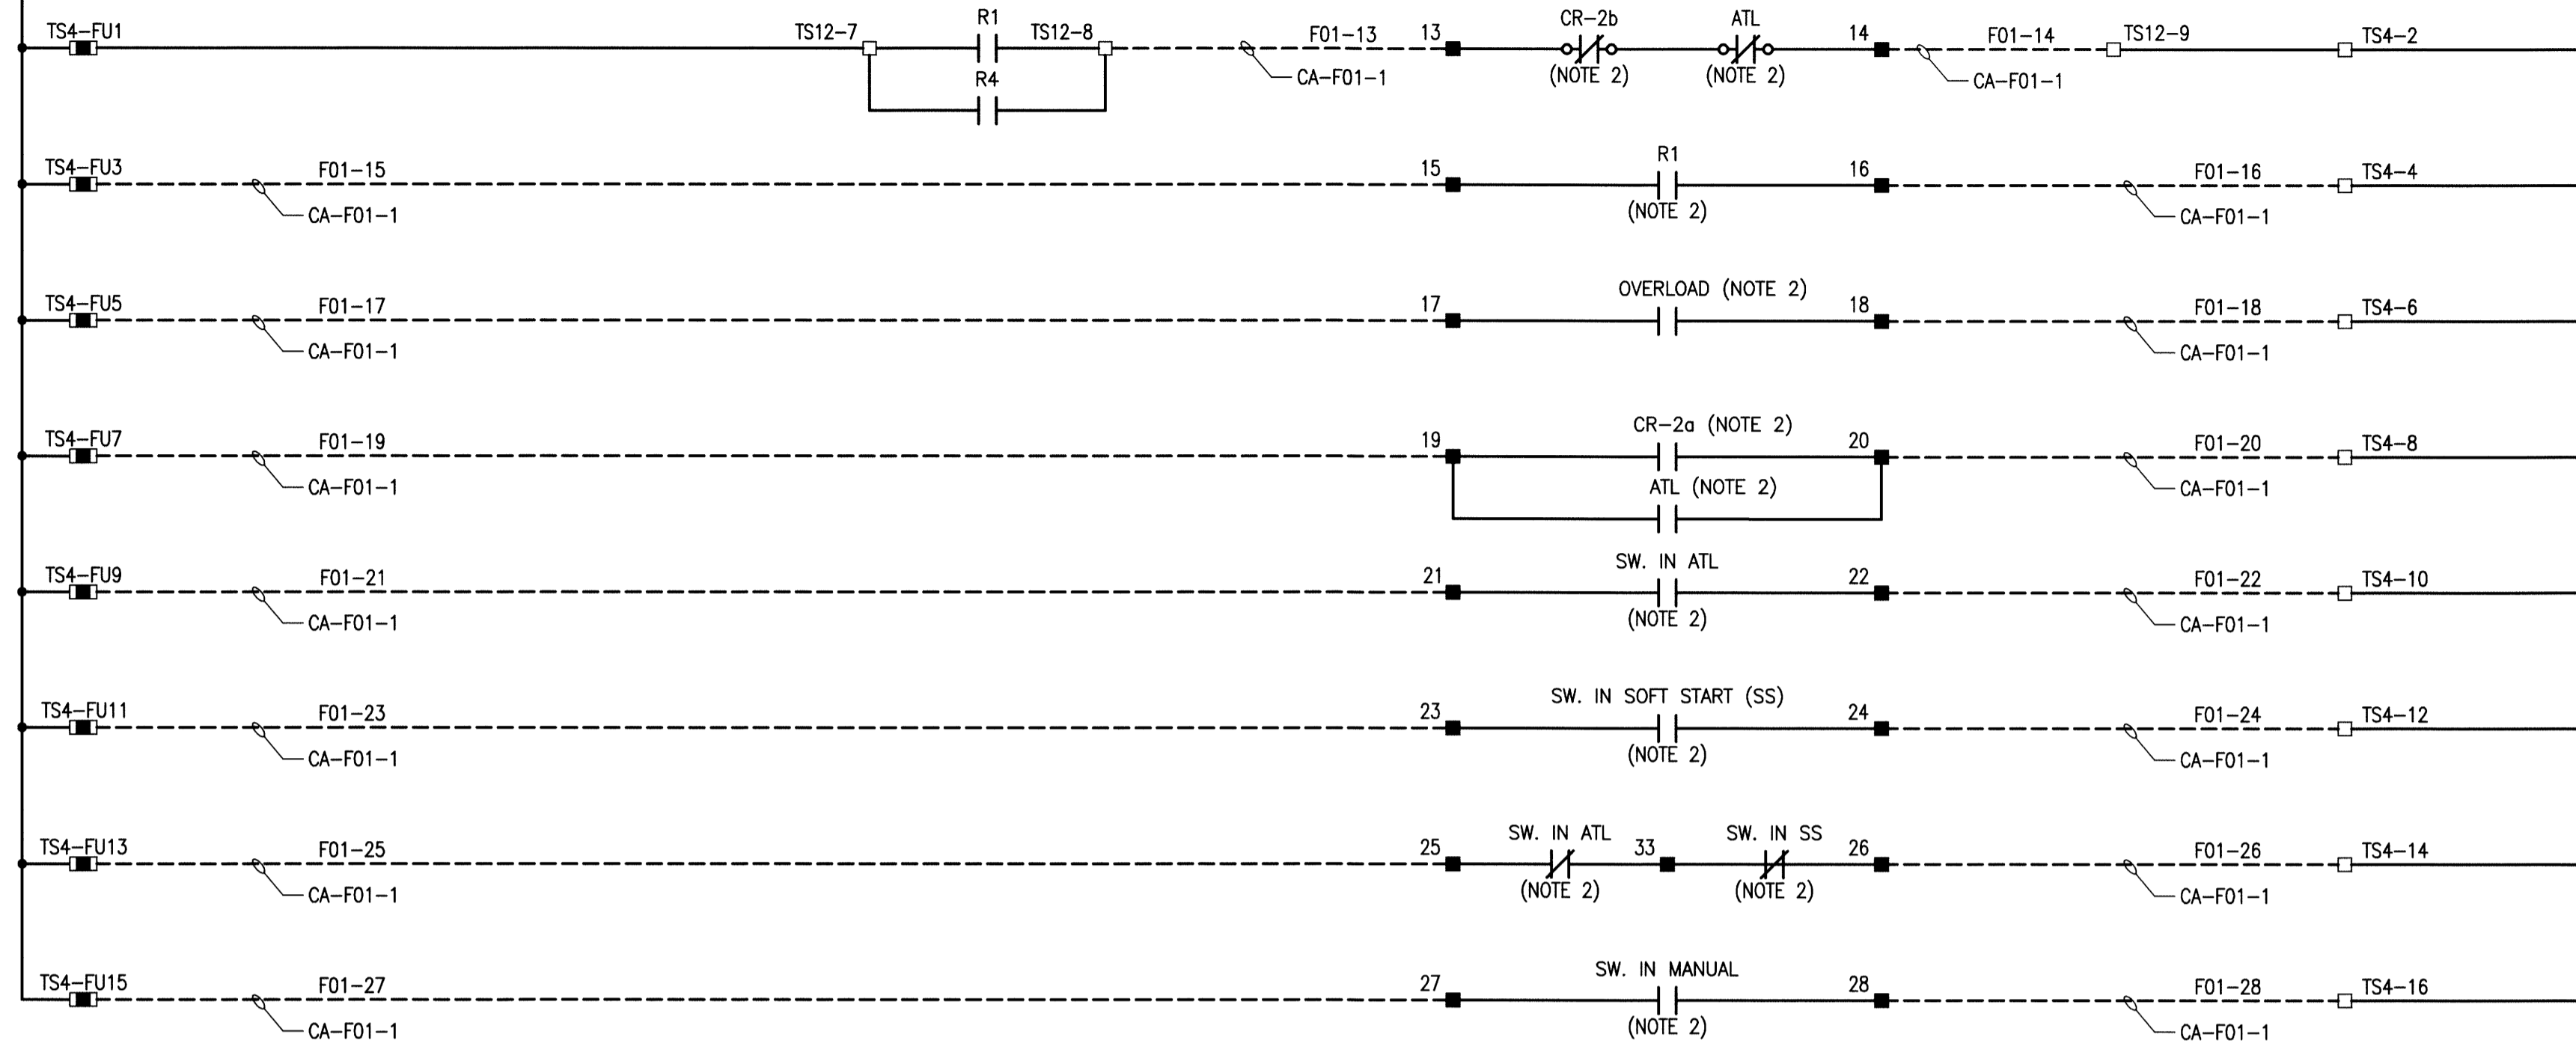 TS4-FU1 TS12-7 R1 TS12-8 F01-13 13 CR-2b ATL 14 F01-14 TS12-9 TS4-2
CA-F01-1 (NOTE 2) (NOTE 2) CA-F01-1
R4
TS4-FU3 F01-15 15 R1 16 F01-16 TS4-4
CA-F01-1 (NOTE 2) CA-F01-1
TS4-FU5 F01-17 17 OVERLOAD (NOTE 2) 18 F01-18 TS4-6
CA-F01-1 CA-F01-1
TS4-FU7 F01-19 19 CR-2a (NOTE 2) 20 F01-20 TS4-8
CA-F01-1 ATL (NOTE 2) CA-F01-1
TS4-FU9 F01-21 21 SW. IN ATL 22 F01-22 TS4-10
CA-F01-1 (NOTE 2) CA-F01-1
TS4-FU11 F01-23 23 SW. IN SOFT START (SS) 24 F01-24 TS4-12
CA-F01-1 (NOTE 2) CA-F01-1
TS4-FU13 F01-25 25 SW. IN ATL 33 SW. IN SS 26 F01-26 TS4-14
CA-F01-1 (NOTE 2) (NOTE 2) CA-F01-1
TS4-FU15 F01-27 27 SW. IN MANUAL 28 F01-28 TS4-16
CA-F01-1 (NOTE 2) CA-F01-1